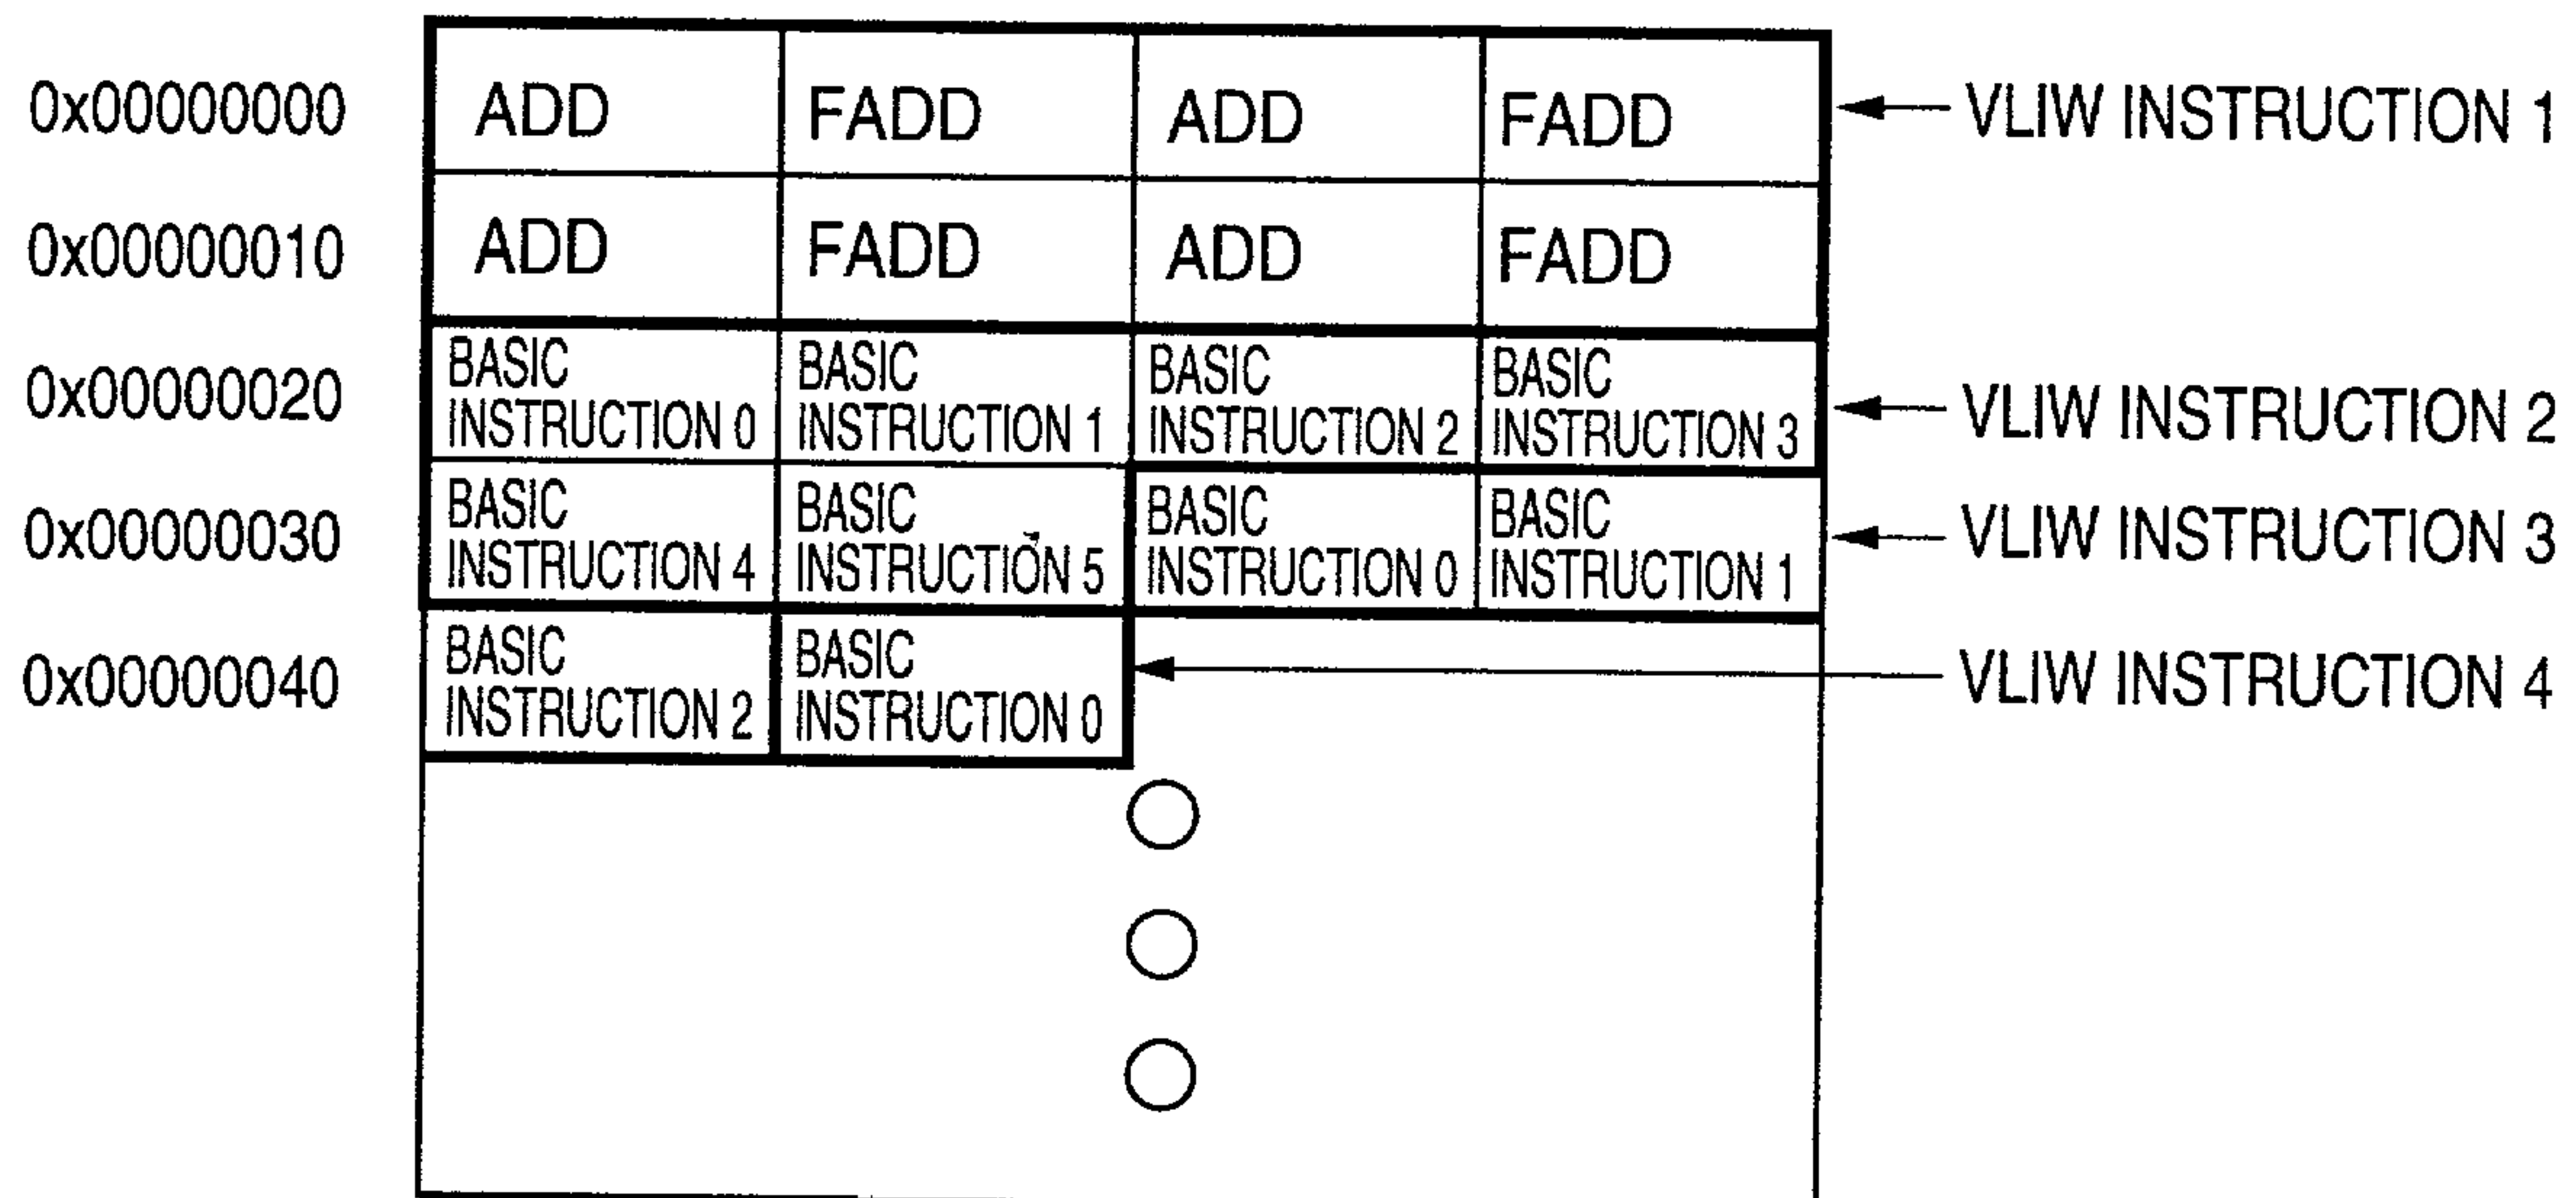 0x00000000 ADD FADD ADD FADD VLIW INSTRUCTION 1
0x00000010 ADD FADD ADD FADD
0x00000020 BASIC INSTRUCTION 0 BASIC INSTRUCTION 1 BASIC INSTRUCTION 2 BASIC INSTRUCTION 3 VLIW INSTRUCTION 2
0x00000030 BASIC INSTRUCTION 4 BASIC INSTRUCTION 5 BASIC INSTRUCTION 0 BASIC INSTRUCTION 1 VLIW INSTRUCTION 3
0x00000040 BASIC INSTRUCTION 2 BASIC INSTRUCTION 0 VLIW INSTRUCTION 4